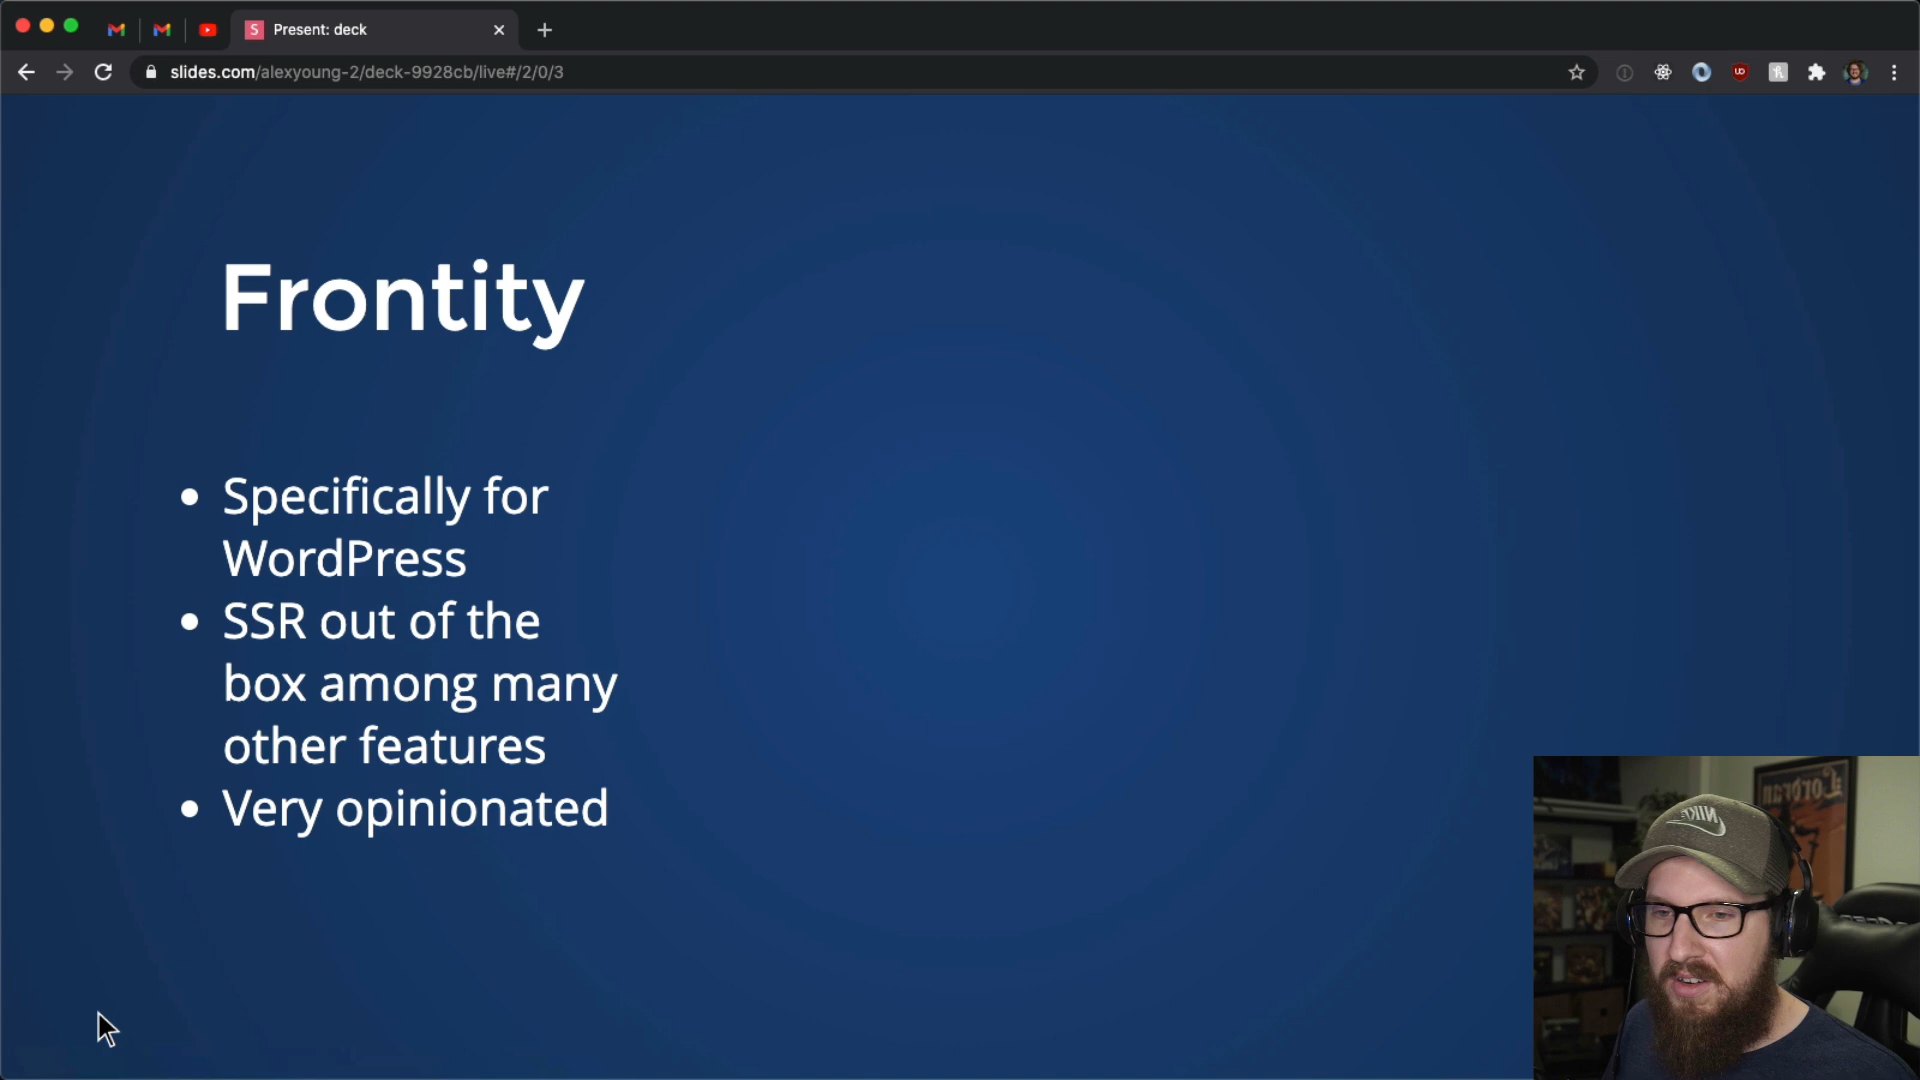 Present: deck
slides.com/alexyoung-2/deck-9928cb/live#/2/0/3
Frontity
Specifically for
WordPress
SSR out of the
box among many
other features
Very opinionated
NIKE